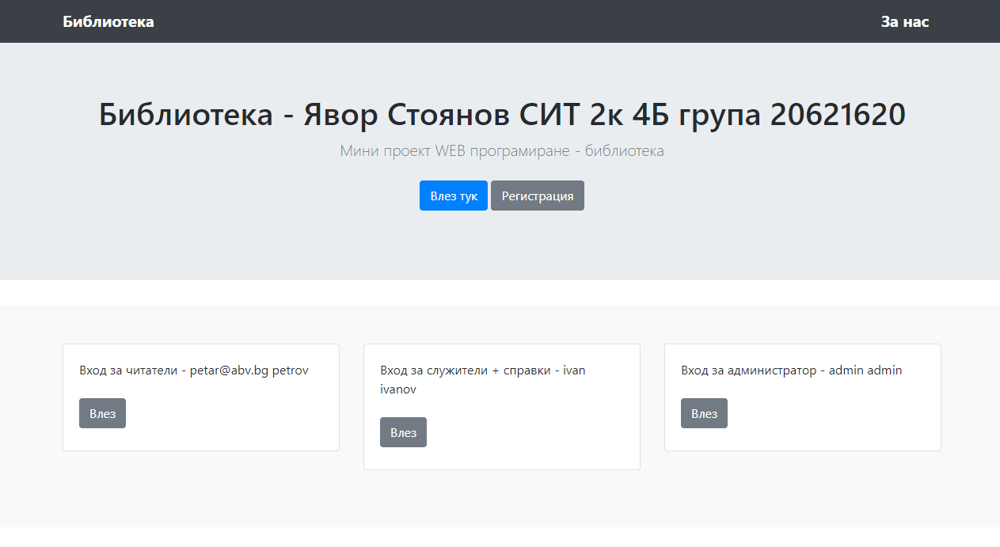 Библиотека
За нас
Библиотека - Явор Стоянов СИТ 2к 4Б група 20621620
Мини проект WEB програмиране - библиотека
Влез тук
Регистрация
Вход за читатели - petar@abv.bg petrov
Влез
Вход за служители + справки - ivan
ivanov
Влез
Вход за администратор - admin admin
Влез